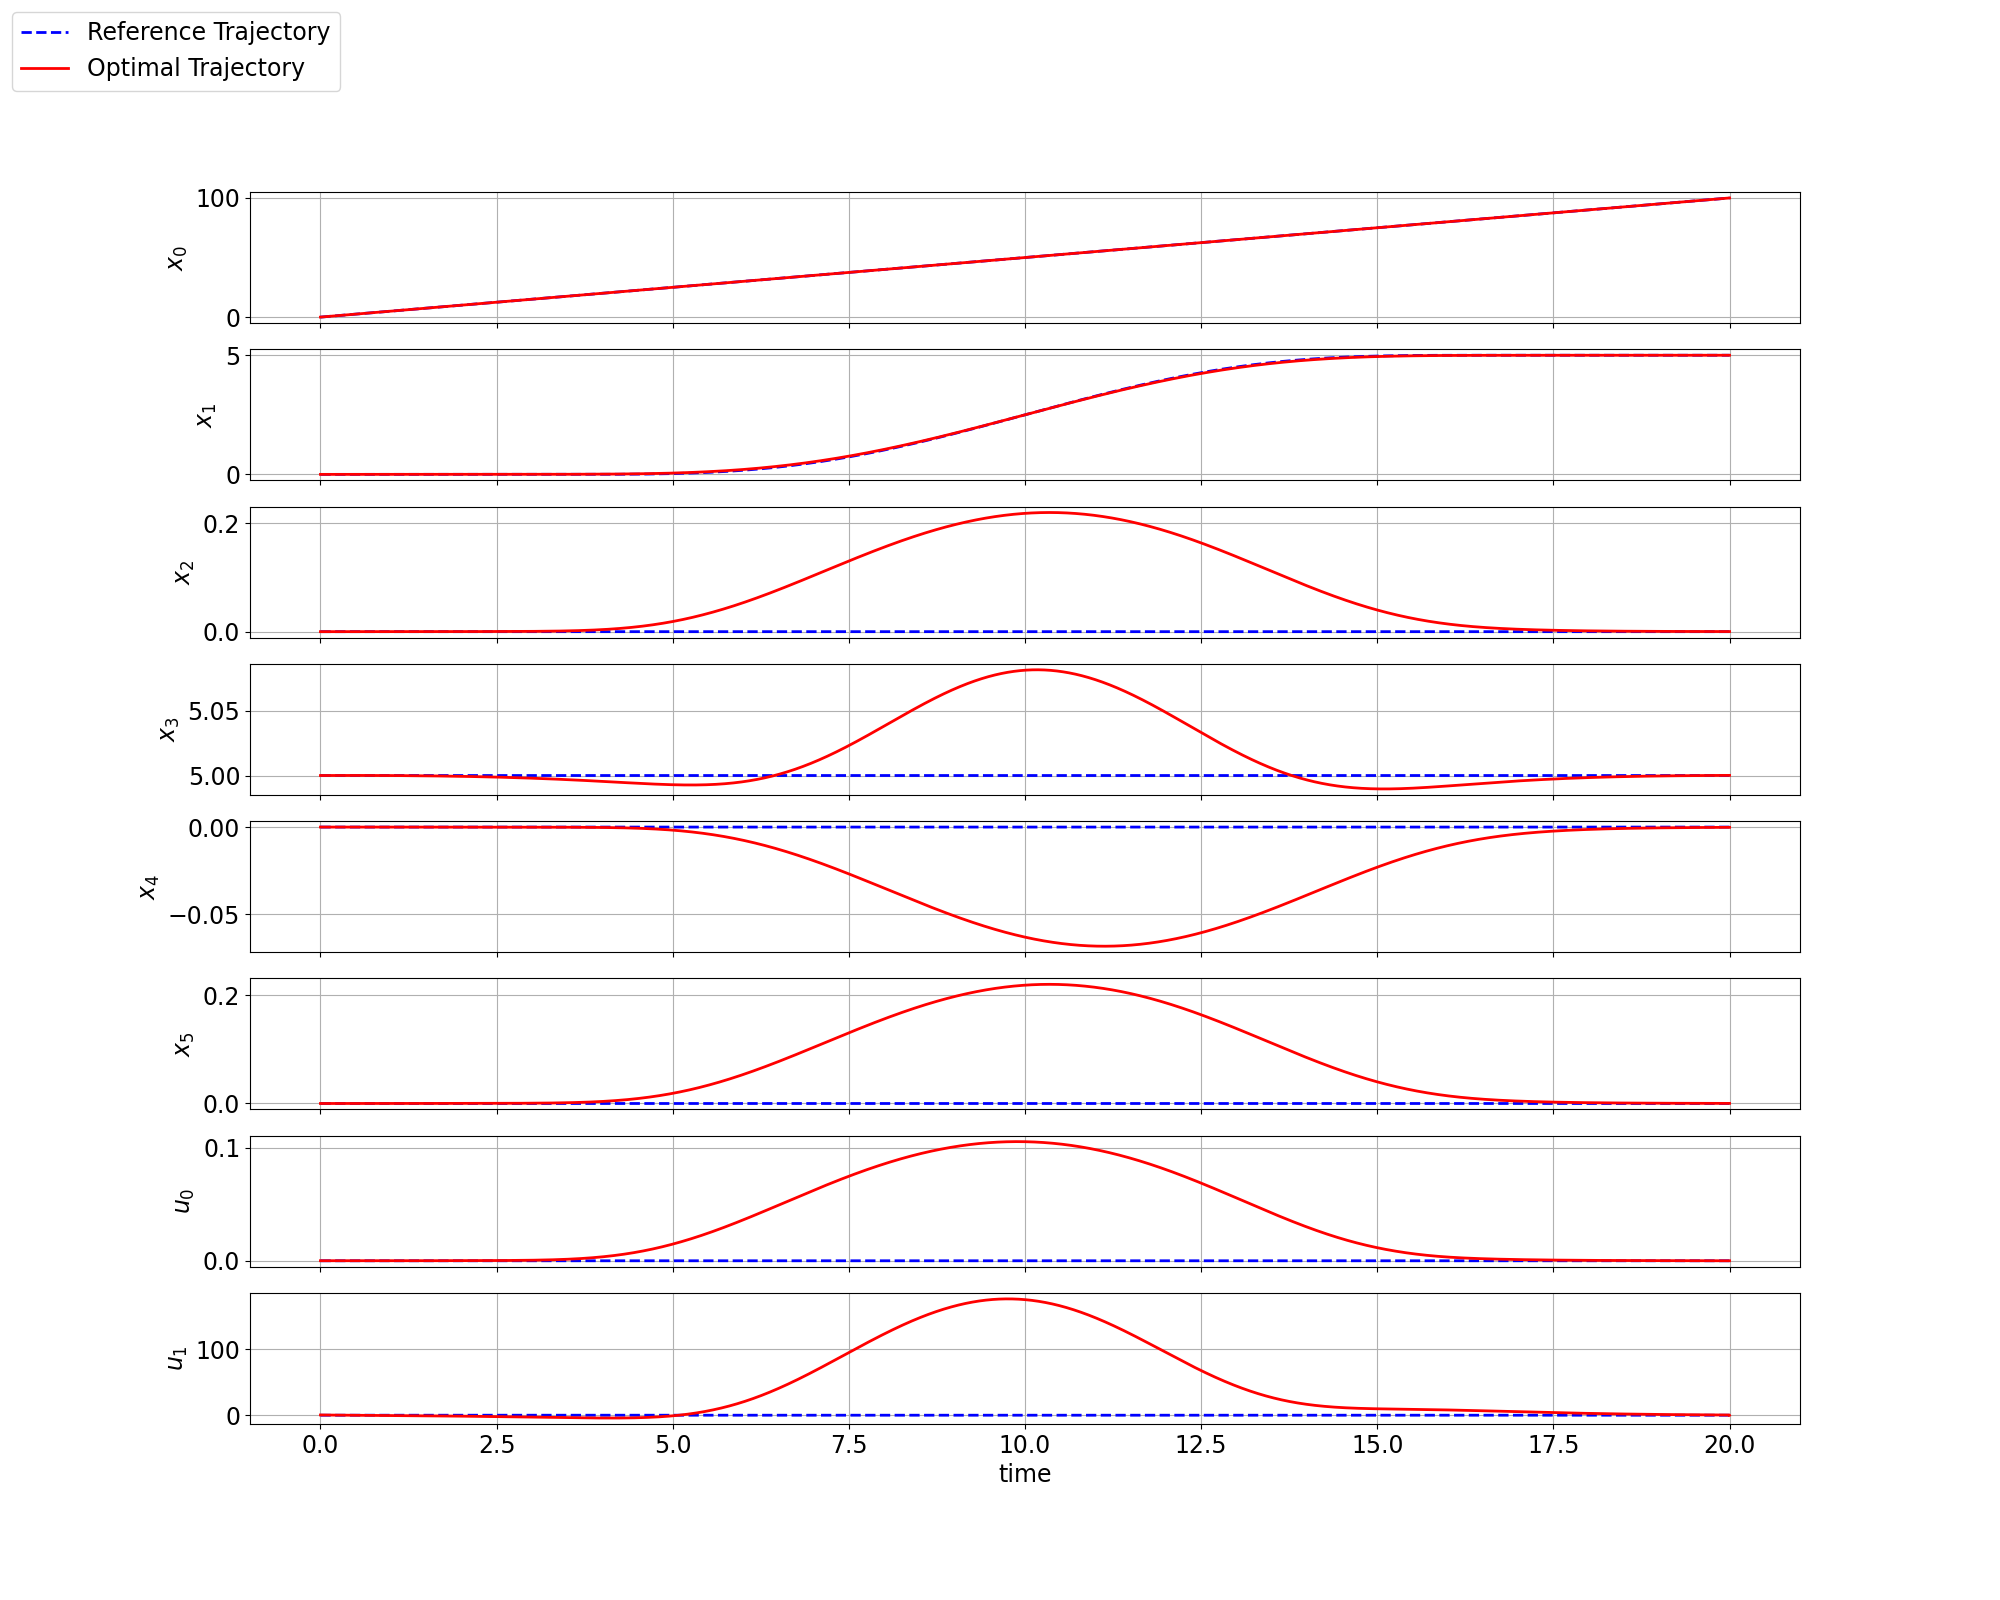 Reference Trajectory
Optimal Trajectory
100
0
x₀
5
0
x₁
0.2
0.0
x₂
5.05
5.00
x₃
0.00
−0.05
x₄
0.2
0.0
x₅
0.1
0.0
u₀
100
0
u₁
0.0 2.5 5.0 7.5 10.0 12.5 15.0 17.5 20.0
time